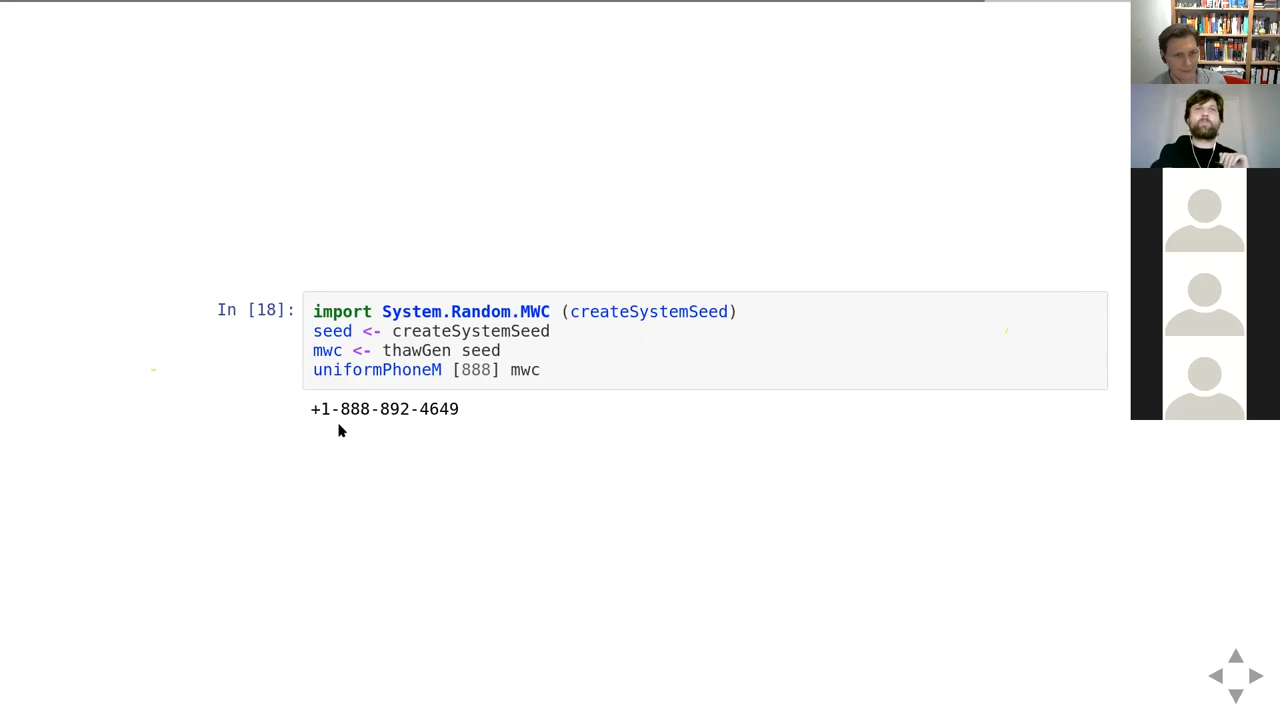 In [18]:
import System.Random.MWC (createSystemSeed)
seed <- createSystemSeed
mwc <- thawGen seed
uniformPhoneM [888] mwc
+1-888-892-4649